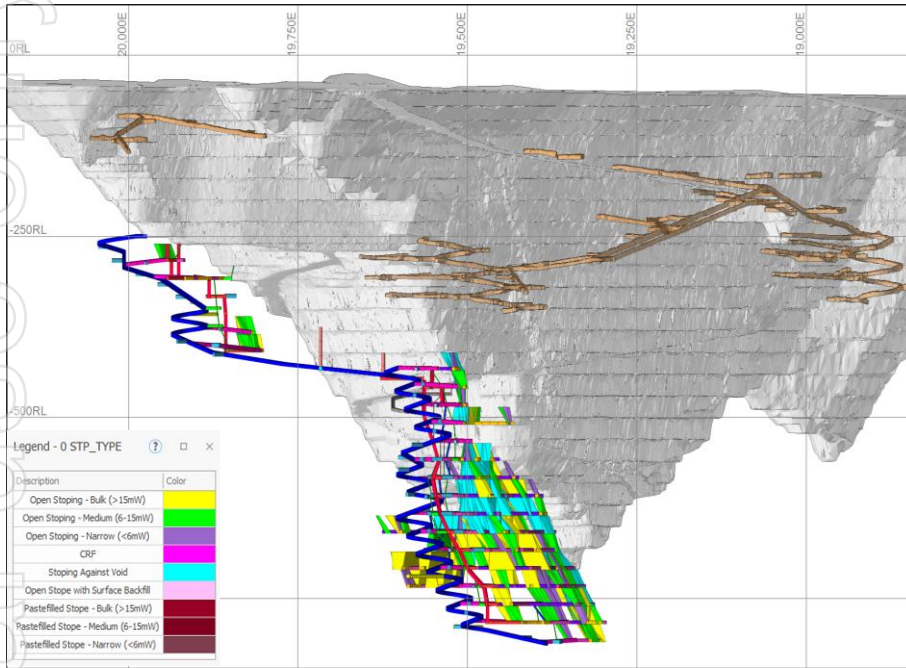 20,000E
19,750E
19,500E
19,250E
19,000E
0RL
-250RL
-500RL
Legend - 0 STP_TYPE
Description Color
Open Stoping - Bulk (>15mW)
Open Stoping - Medium (6-15mW)
Open Stoping - Narrow (<6mW)
CRF
Stoping Against Void
Open Stope with Surface Backfill
Pastefilled Stope - Bulk (>15mW)
Pastefilled Stope - Medium (6-15mW)
Pastefilled Stope - Narrow (<6mW)